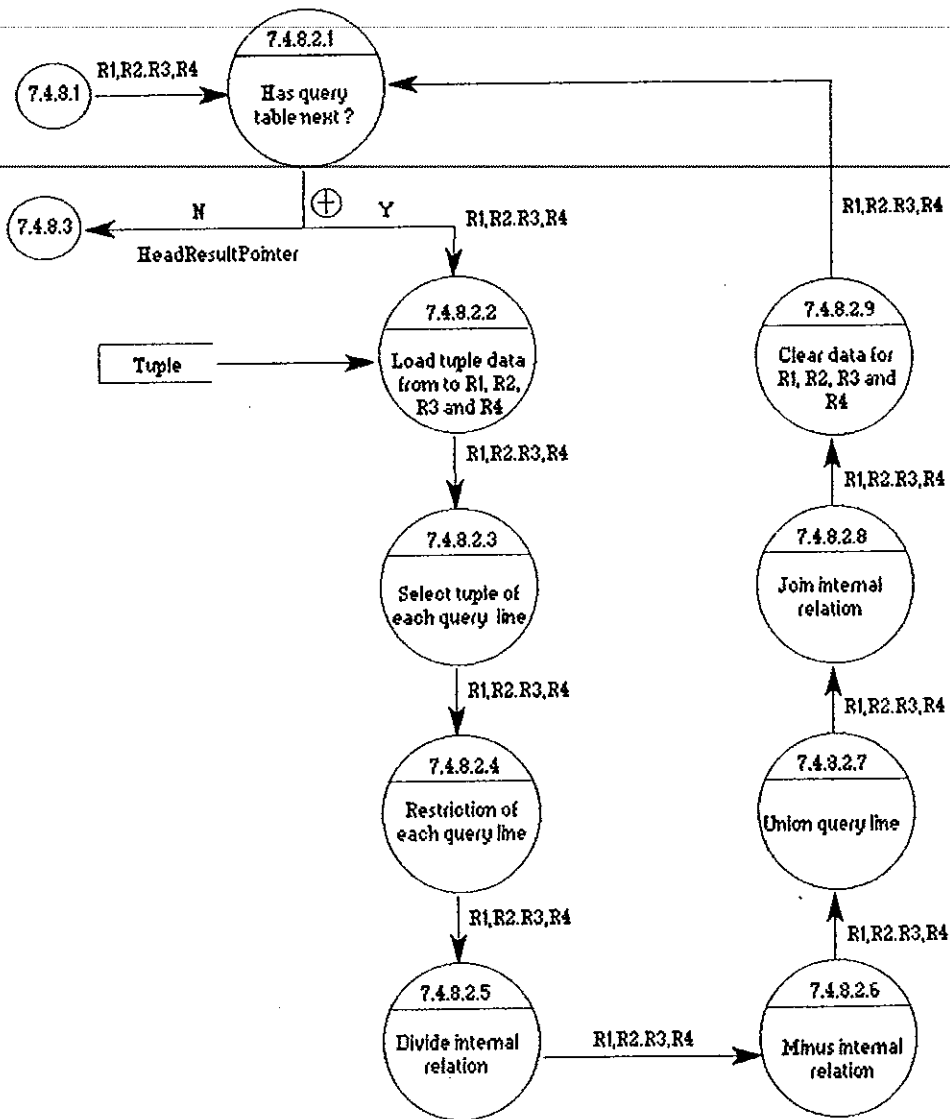 7.4.8.2.1
R1,R2.R3,R4
7.4.8.1
Has query
table next ?
N
Y
R1,R2.R3,R4
R1,R2.R3,R4
7.4.8.3
HeadResultPointer
7.4.8.2.2
7.4.8.2.9
Tuple
Load tuple data
from to R1, R2,
R3 and R4
Clear data for
R1, R2, R3 and
R4
R1,R2.R3,R4
R1,R2.R3,R4
7.4.8.2.3
7.4.8.2.8
Select tuple of
each query line
Join internal
relation
R1,R2.R3,R4
R1,R2.R3,R4
7.4.8.2.4
7.4.8.2.7
Restriction of
each query line
Union query line
R1,R2.R3,R4
R1,R2.R3,R4
7.4.8.2.5
7.4.8.2.6
Divide internal
relation
R1,R2.R3,R4
Minus internal
relation